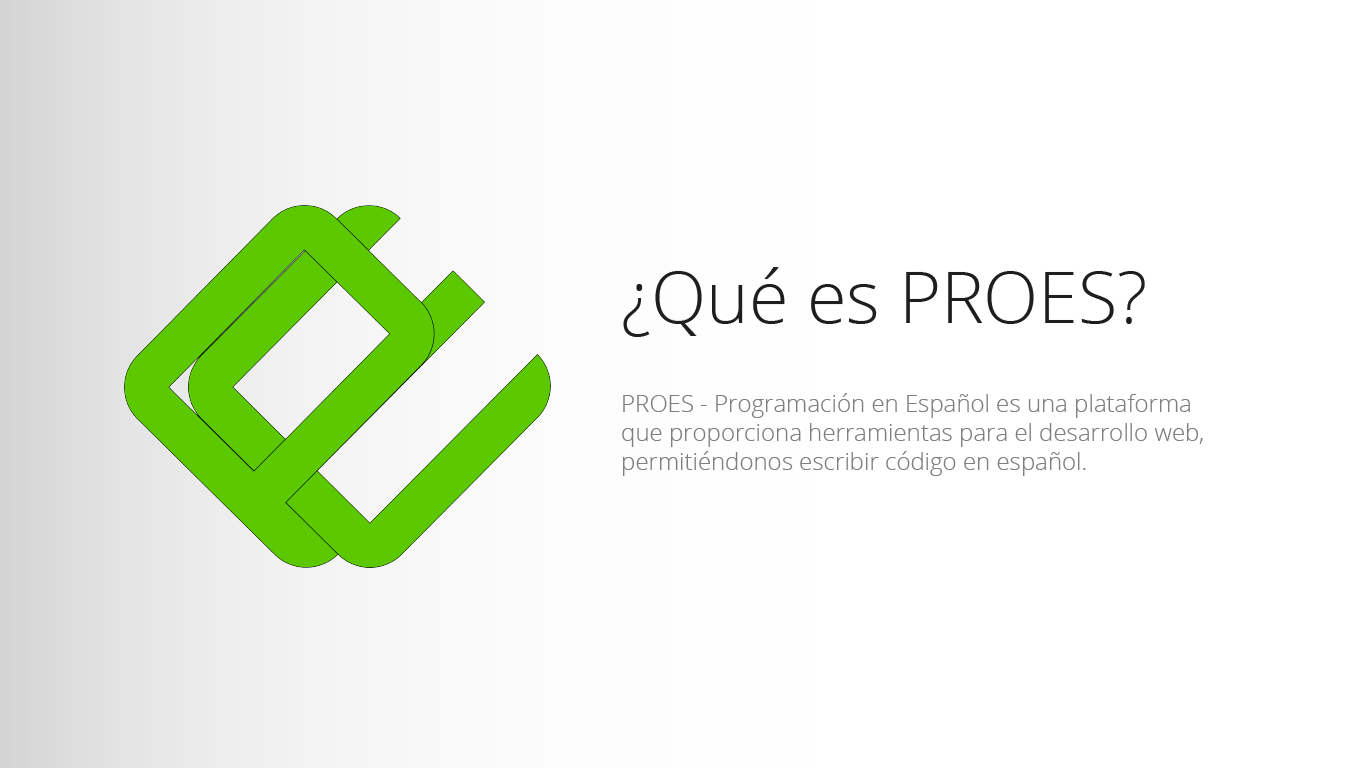 ¿Qué es PROES?
PROES - Programación en Español es una plataforma
que proporciona herramientas para el desarrollo web,
permitiéndonos escribir código en español.